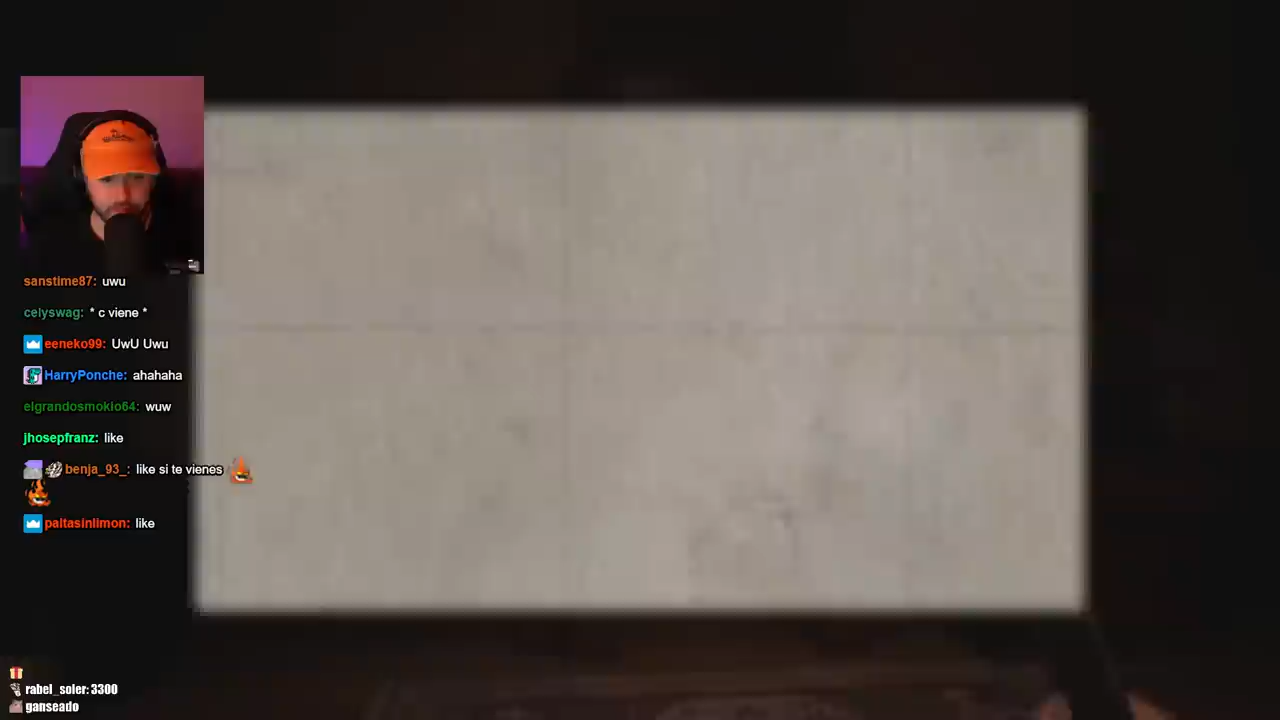 sanstime87: uwu
celyswag: * c viene *
eeneko99: UwU Uwu
HarryPonche: ahahaha
elgrandosmokio64: wuw
jhosepfranz: like
benja_93_: like si te vienes
paltasinlimon: like
rabel_soler: 3300
ganseado